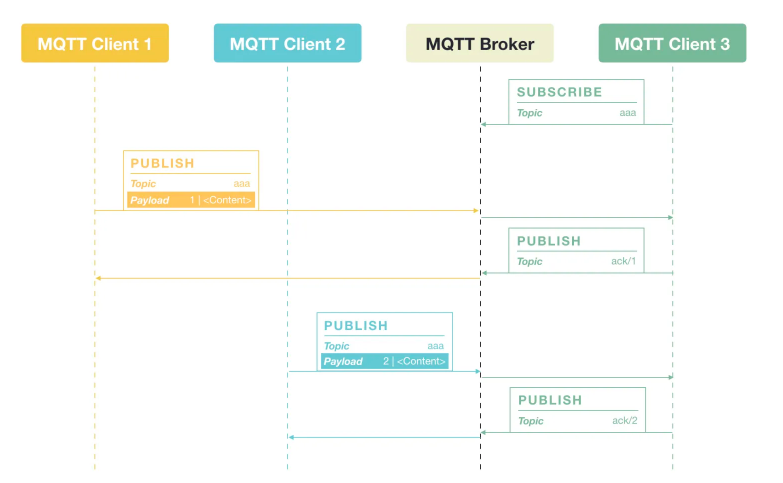 MQTT Client 1
MQTT Client 2
MQTT Broker
MQTT Client 3
SUBSCRIBE
Topic aaa
PUBLISH
Topic aaa
Payload 1 | <Content>
PUBLISH
Topic ack/1
PUBLISH
Topic aaa
Payload 2 | <Content>
PUBLISH
Topic ack/2